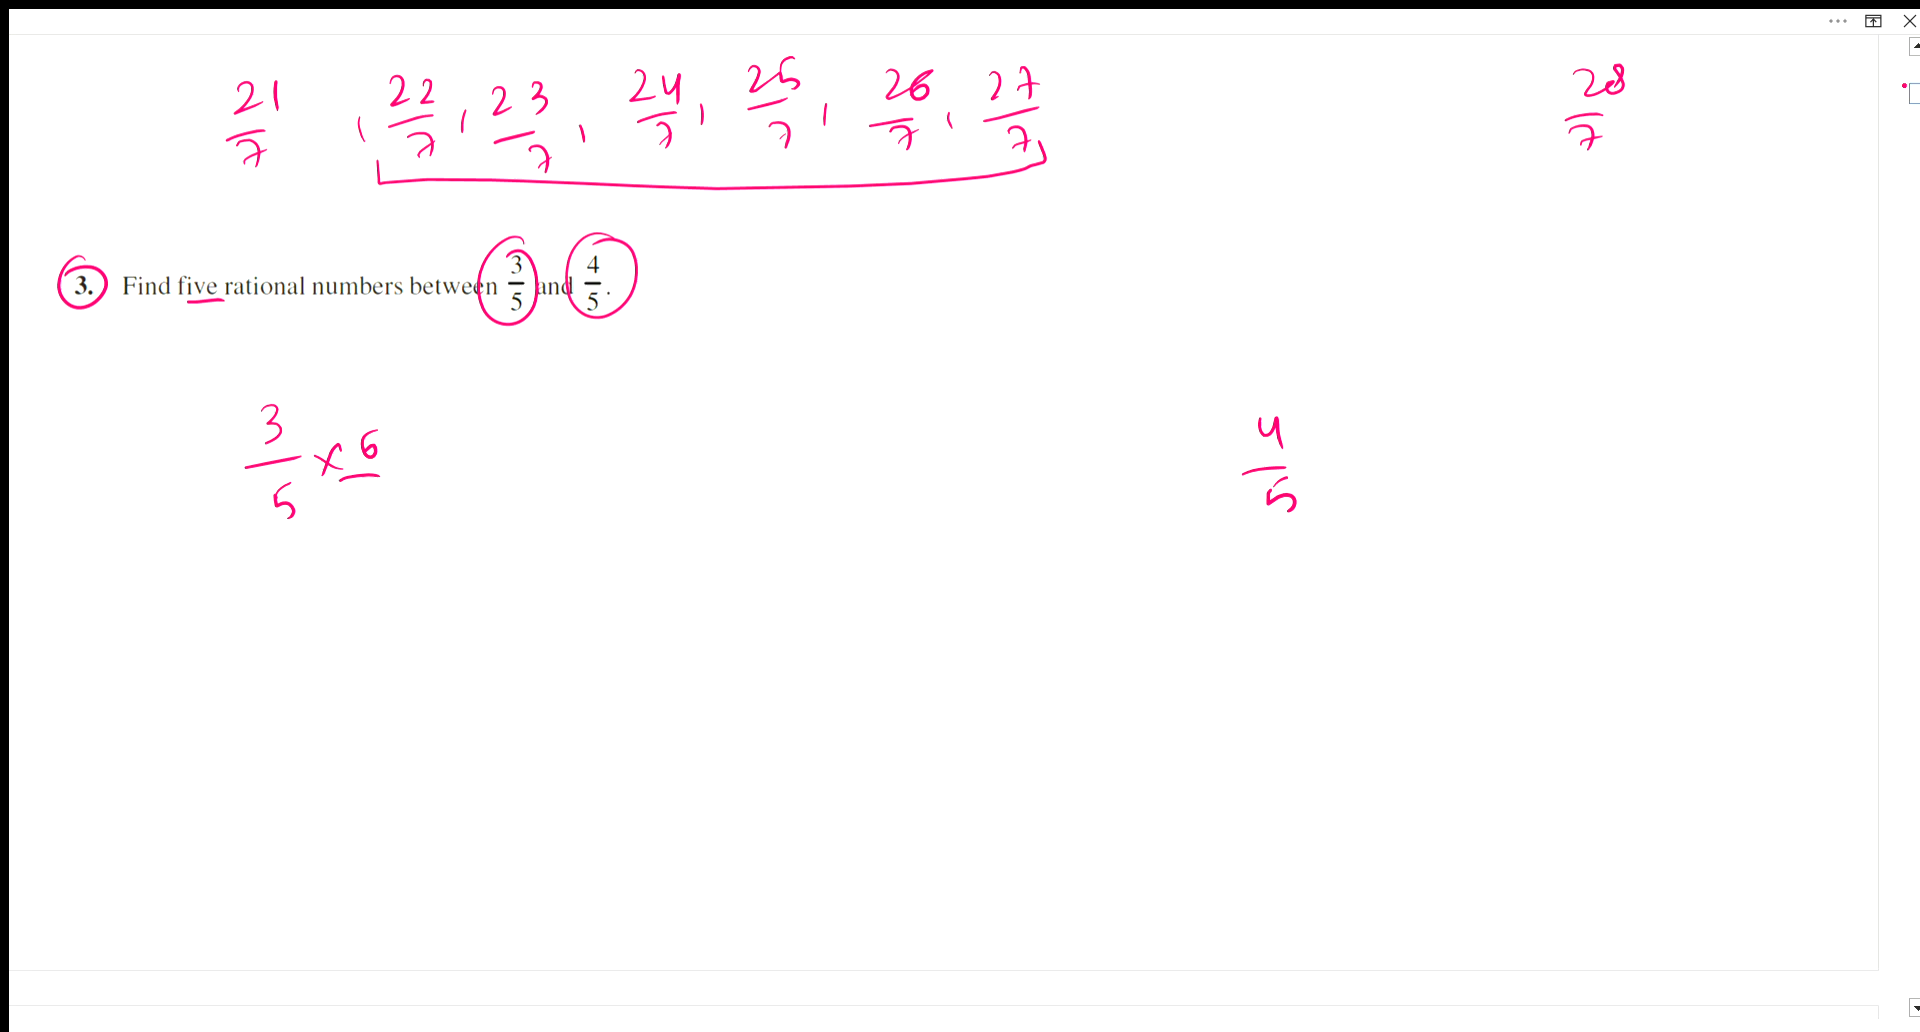 21/7 , 22/7 , 23/7 , 24/7 , 25/7 , 26/7 , 27/7 28/7
3. Find five rational numbers between 3/5 and 4/5.
3/5 × 6 4/5